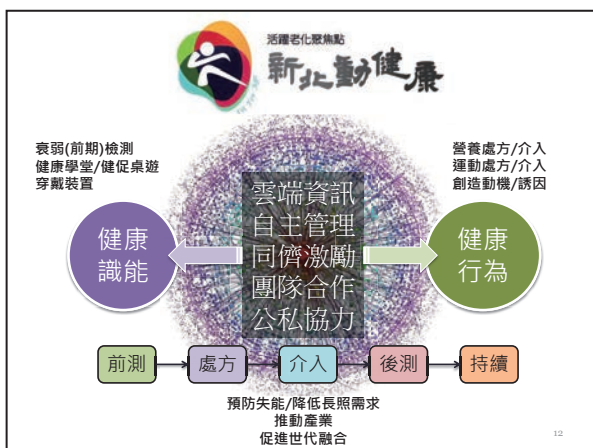 活躍老化聚焦點
新北動健康
衰弱(前期)檢測
健康學堂/健促桌遊
穿戴裝置
營養處方/介入
運動處方/介入
創造動機/誘因
健康
識能
雲端資訊
自主管理
同儕激勵
團隊合作
公私協力
健康
行為
前測
處方
介入
後測
持續
預防失能/降低長照需求
推動產業
促進世代融合
12